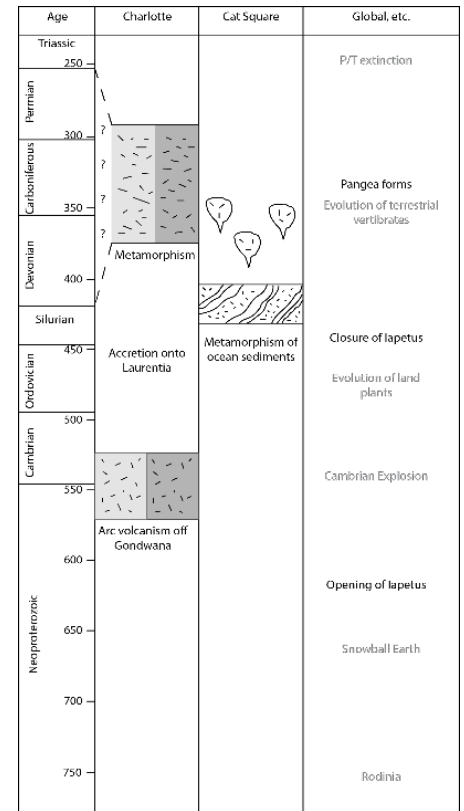 Age Charlotte Cat Square Global, etc.
Triassic
250
P/T extinction
Permian
300
?
?
Carboniferous
Pangea forms
?
350
Evolution of terrestrial
vertibrates
?
Devonian
Metamorphism
400
Silurian
Metamorphism of
ocean sediments
Closure of Iapetus
450
Accretion onto
Laurentia
Ordovician
Evolution of land
plants
500
Cambrian
Cambrian Explosion
550
Arc volcanism off
Gondwana
600
Opening of Iapetus
Neoproterozoic
650
Snowball Earth
700
750
Rodinia